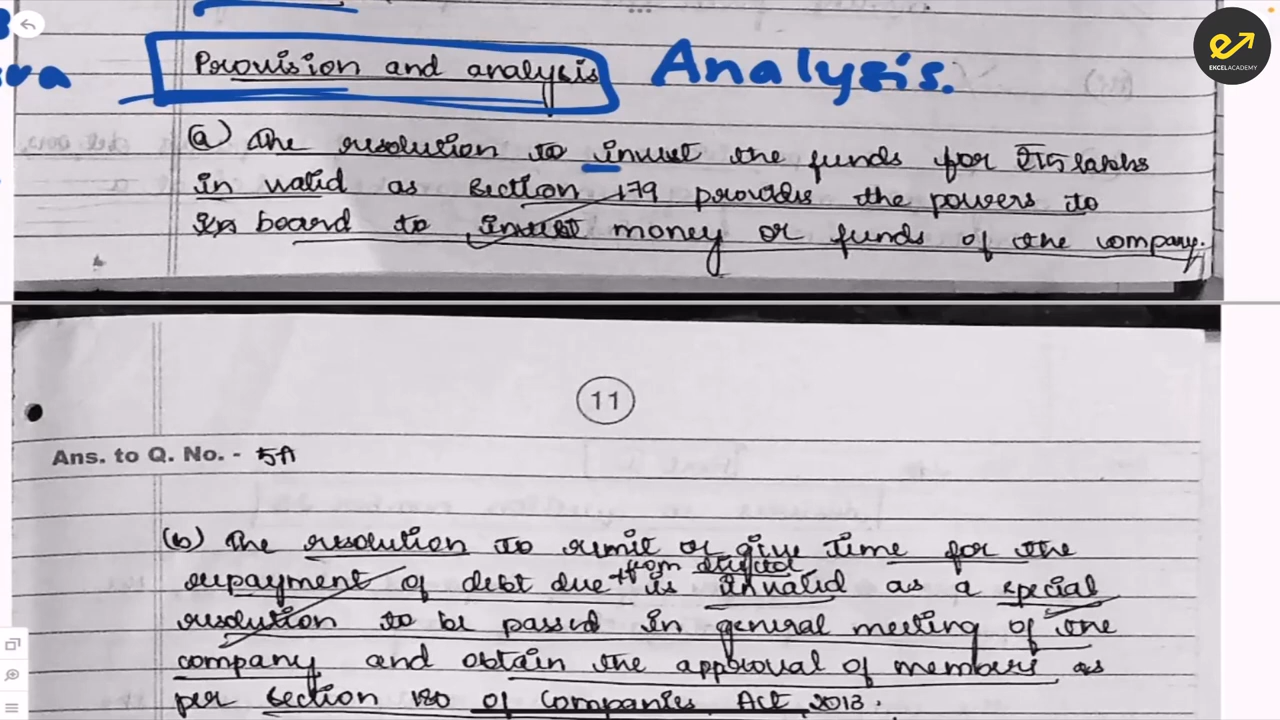 va
Provision and analysis Analysis.
EXCELACADEMY
(a) The resolution to invest the funds for ₹15 lakhs
in valid as section 179 provides the powers to
board to invest money or funds of the company.
11
Ans. to Q. No. - 5A
(b) The resolution to remit or give time for the
from director
repayment of debt due is invalid as a special
resolution to be passed in general meeting of the
company and obtain the approval of members as
per section 180 of Companies Act, 2013.